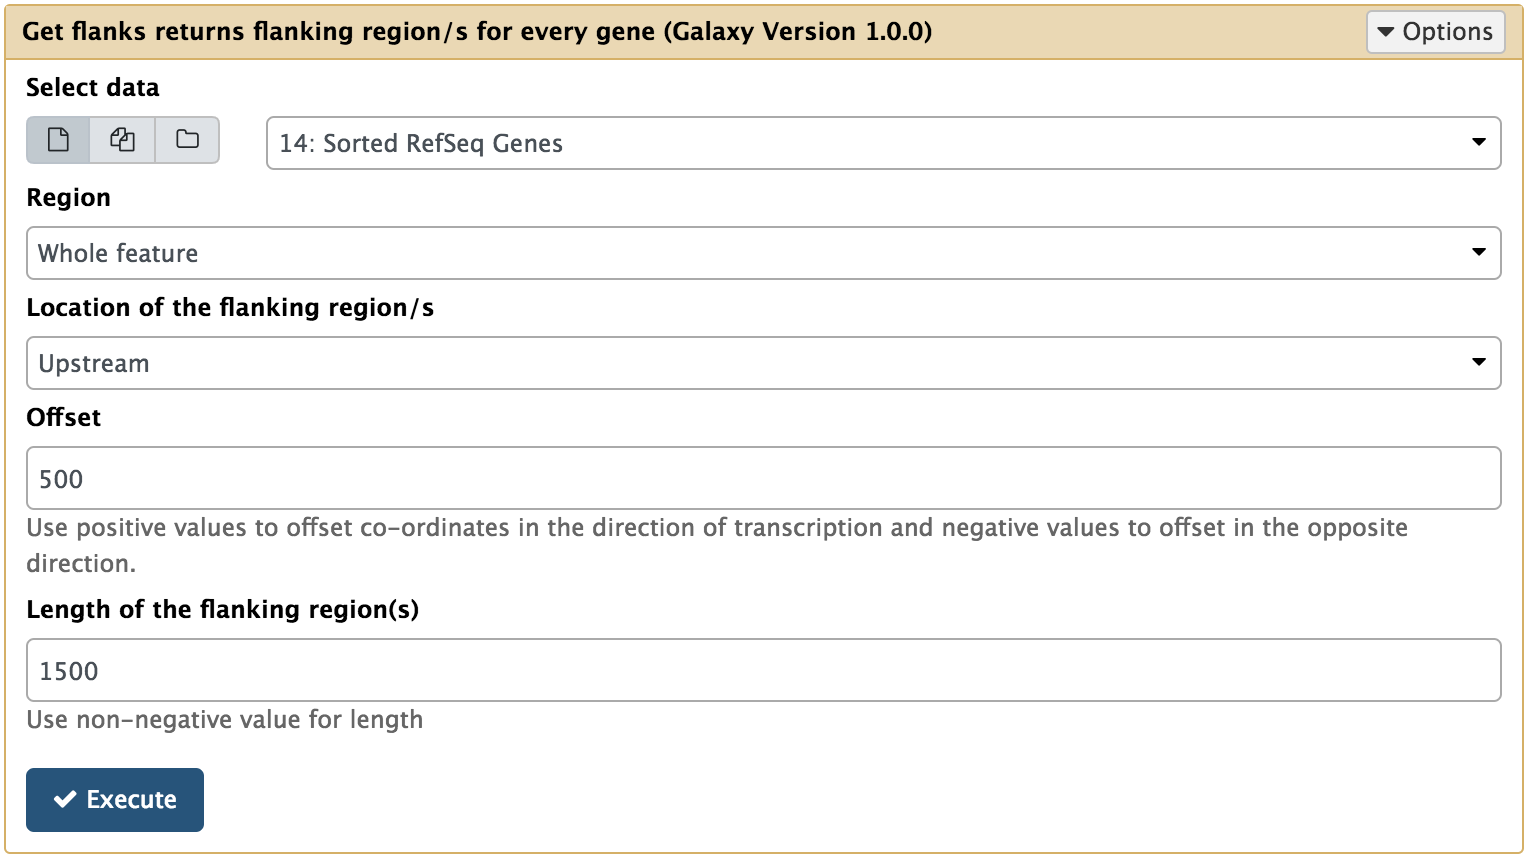 Get flanks returns flanking region/s for every gene (Galaxy Version 1.0.0)
Options
Select data
14: Sorted RefSeq Genes
Region
Whole feature
Location of the flanking region/s
Upstream
Offset
500
Use positive values to offset co-ordinates in the direction of transcription and negative values to offset in the opposite
direction.
Length of the flanking region(s)
1500
Use non-negative value for length
Execute